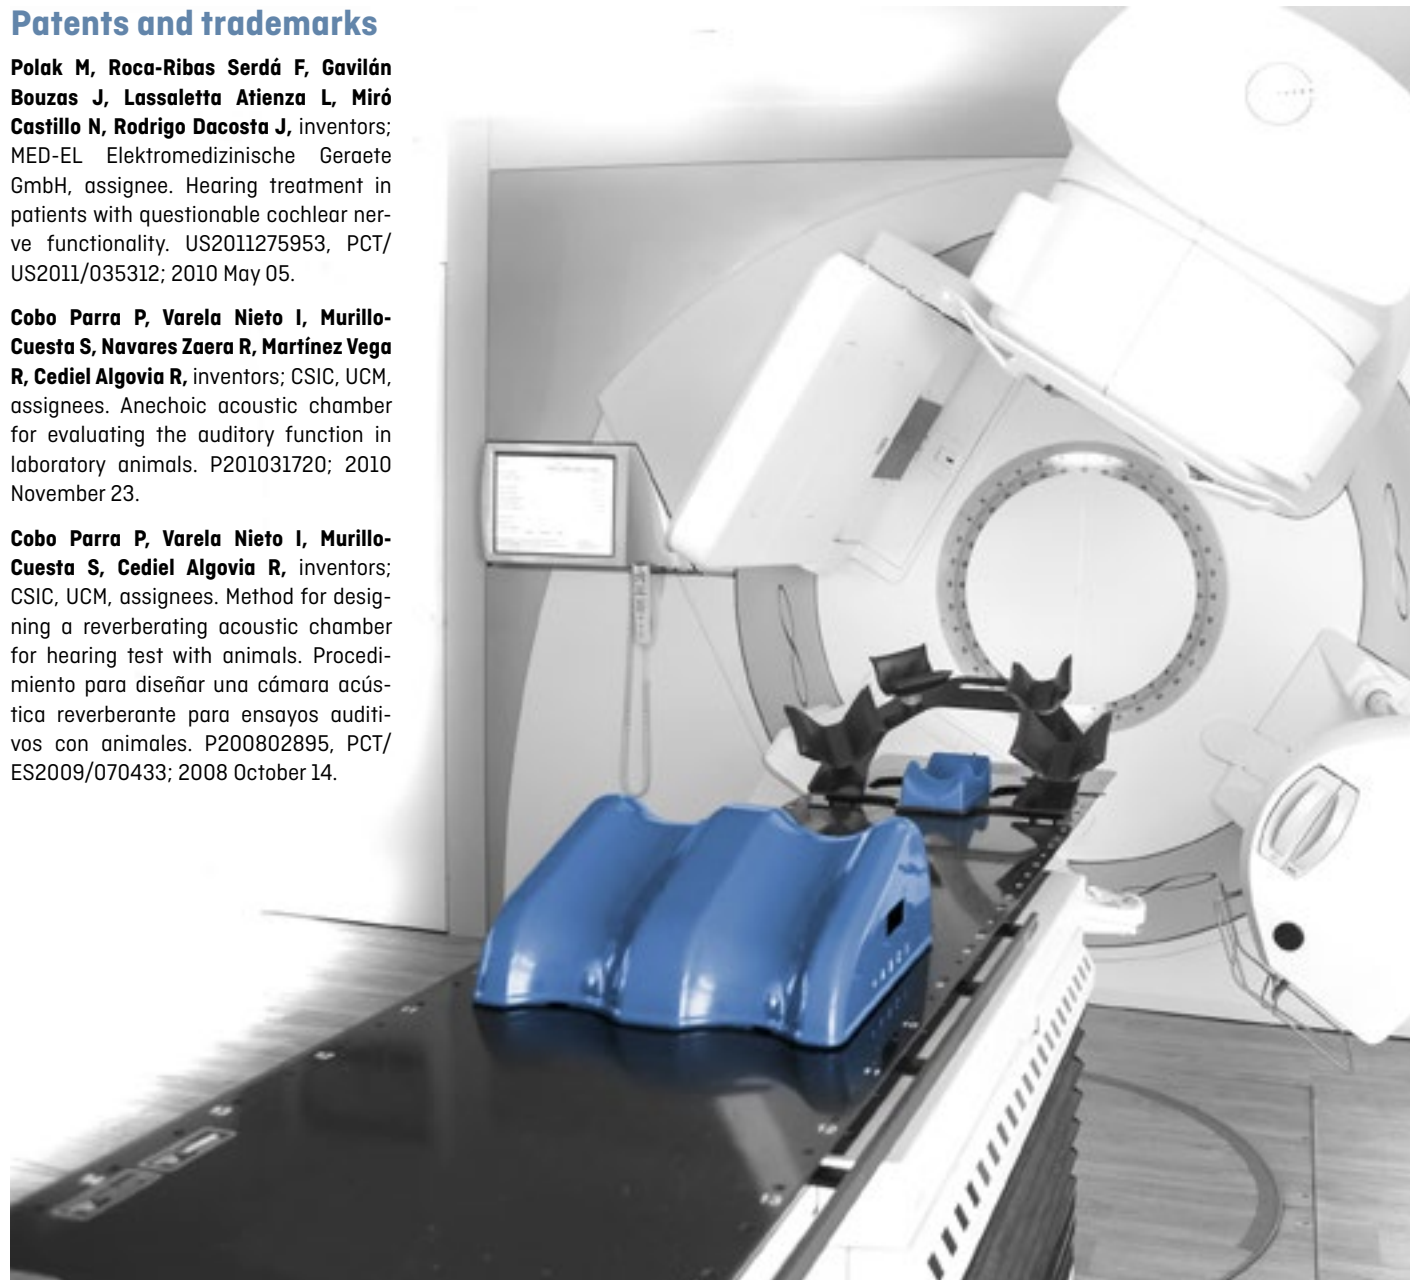 Patents and trademarks
Polak M, Roca-Ribas Serdá F, Gavilán
Bouzas J, Lassaletta Atienza L, Miró
Castillo N, Rodrigo Dacosta J, inventors;
MED-EL Elektromedizinische Geraete
GmbH, assignee. Hearing treatment in
patients with questionable cochlear ner-
ve functionality. US2011275953, PCT/
US2011/035312; 2010 May 05.
Cobo Parra P, Varela Nieto I, Murillo-
Cuesta S, Navares Zaera R, Martínez Vega
R, Cediel Algovia R, inventors; CSIC, UCM,
assignees. Anechoic acoustic chamber
for evaluating the auditory function in
laboratory animals. P201031720; 2010
November 23.
Cobo Parra P, Varela Nieto I, Murillo-
Cuesta S, Cediel Algovia R, inventors;
CSIC, UCM, assignees. Method for desig-
ning a reverberating acoustic chamber
for hearing test with animals. Procedi-
miento para diseñar una cámara acús-
tica reverberante para ensayos auditi-
vos con animales. P200802895, PCT/
ES2009/070433; 2008 October 14.